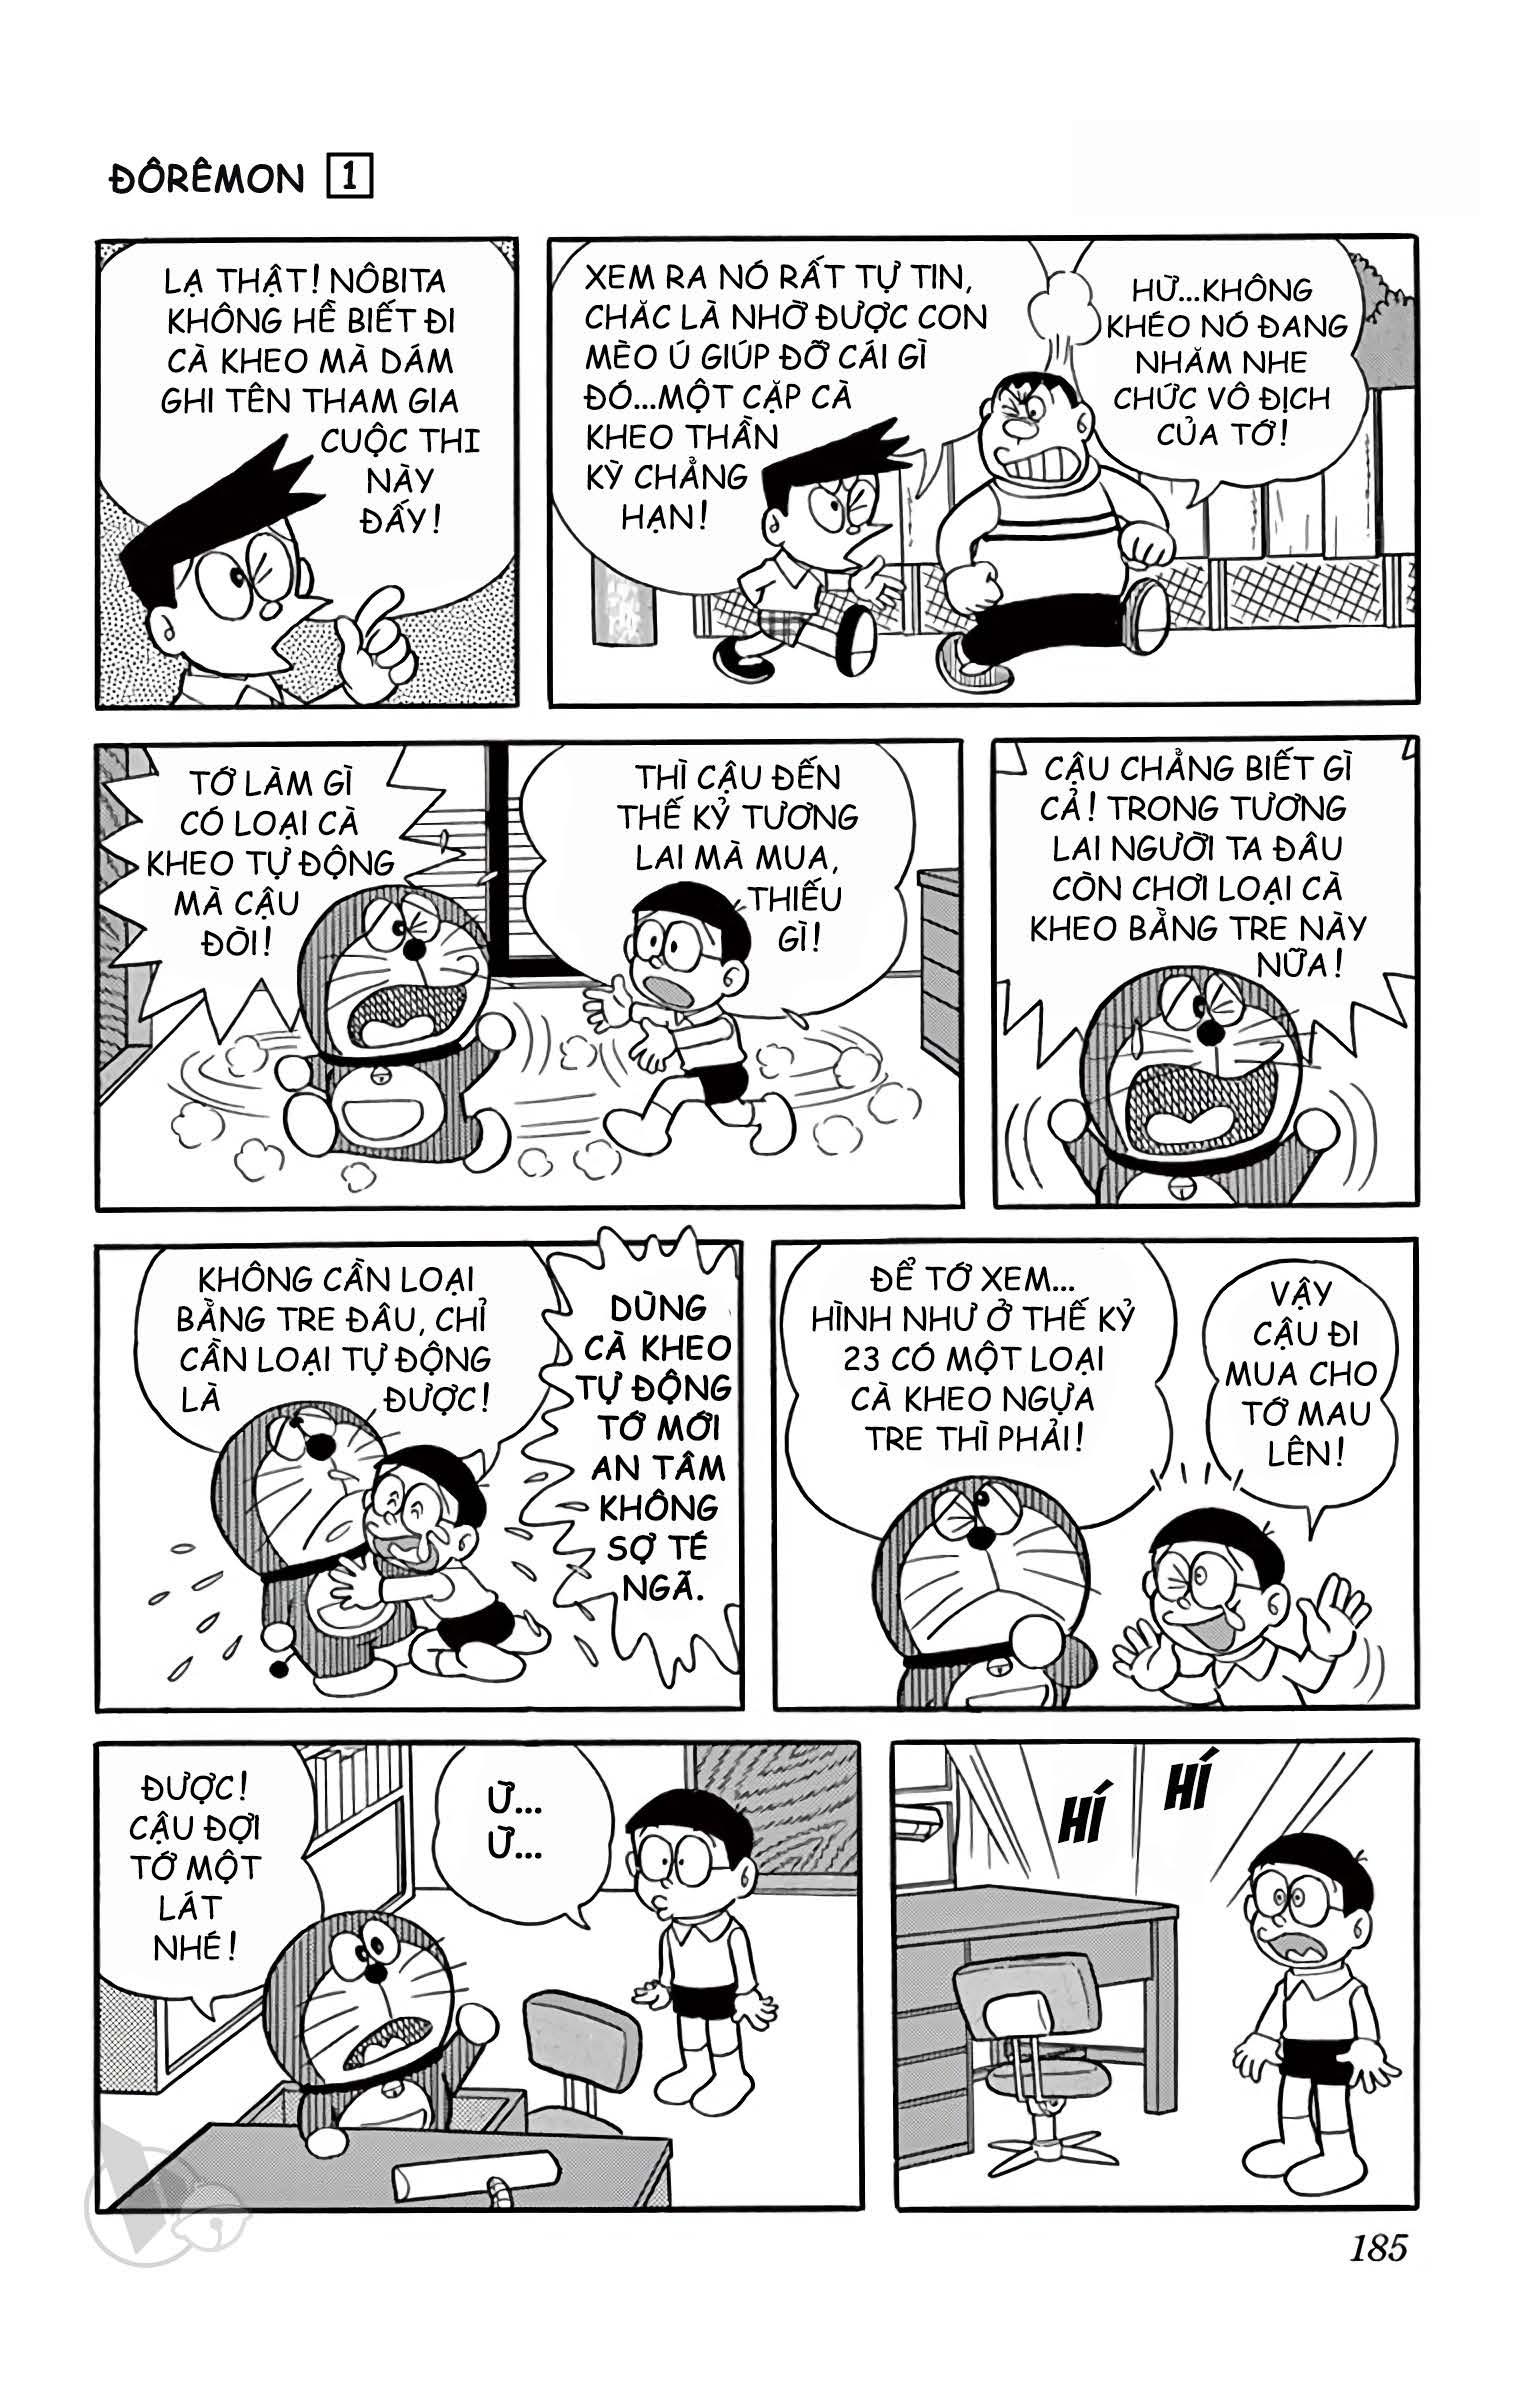 ĐÔRÊMON 1
LẠ THẬT! NÔBITA
KHÔNG HỀ BIẾT ĐI
CÀ KHEO MÀ DÁM
GHI TÊN THAM GIA
CUỘC THI
NÀY
ĐẤY!
XEM RA NÓ RẤT TỰ TIN,
CHĂC LÀ NHỜ ĐƯỢC CON
MÈO Ú GIÚP ĐỠ CÁI GÌ
ĐÓ...MỘT CẶP CÀ
KHEO THẦN
KỲ CHẲNG
HẠN!
HỪ...KHÔNG
KHÉO NÓ ĐANG
NHĂM NHE
CHỨC VÔ ĐỊCH
CỦA TỚ!
TỚ LÀM GÌ
CÓ LOẠI CÀ
KHEO TỰ ĐỘNG
MÀ CẬU
ĐÒI!
THÌ CẬU ĐẾN
THẾ KỶ TƯƠNG
LAI MÀ MUA,
THIẾU
GÌ!
CẬU CHẲNG BIẾT GÌ
CẢ! TRONG TƯƠNG
LAI NGƯỜI TA ĐÂU
CÒN CHƠI LOẠI CÀ
KHEO BẰNG TRE NÀY
NỮA!
KHÔNG CẦN LOẠI
BẰNG TRE ĐÂU, CHỈ
CẦN LOẠI TỰ ĐỘNG
LÀ ĐƯỢC!
DÙNG
CÀ KHEO
TỰ ĐỘNG
TỚ MỚI
AN TÂM
KHÔNG
SỢ TÉ
NGÃ.
ĐỂ TỚ XEM...
HÌNH NHƯ Ở THẾ KỶ
23 CÓ MỘT LOẠI
CÀ KHEO NGỰA
TRE THÌ PHẢI!
VẬY
CẬU ĐI
MUA CHO
TỚ MAU
LÊN!
ĐƯỢC!
CẬU ĐỢI
TỚ MỘT
LÁT
NHÉ!
Ừ...
Ừ...
HÍ
HÍ
185